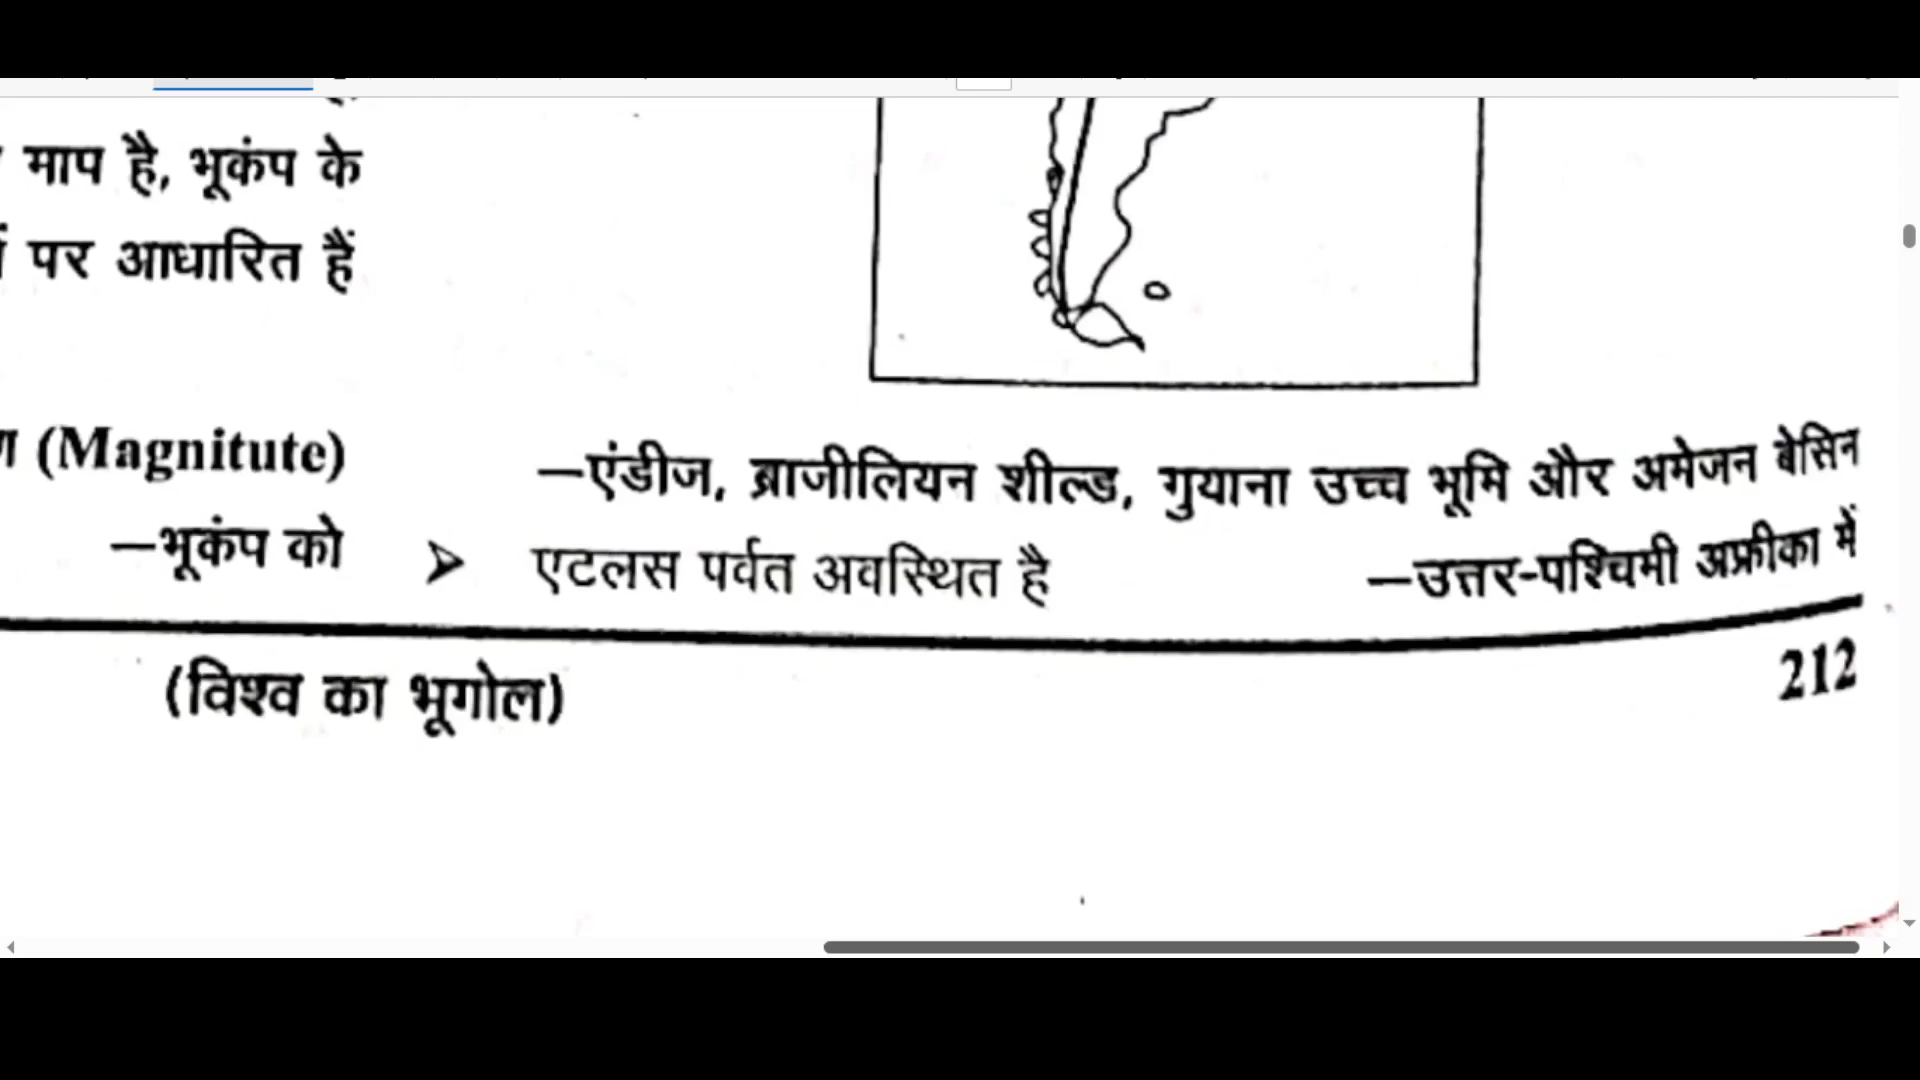 माप है, भूकंप के
पर आधारित हैं
(Magnitute)
—भूकंप को
—एंडीज, ब्राजीलियन शील्ड, गुयाना उच्च भूमि और अमेजन बेसिन
➤ एटलस पर्वत अवस्थित है —उत्तर-पश्चिमी अफ्रीका में
(विश्व का भूगोल)
212